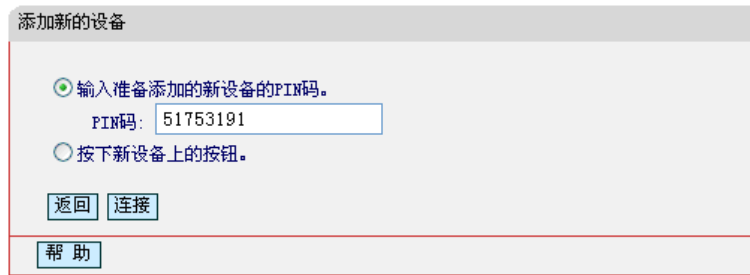 添加新的设备
输入准备添加的新设备的PIN码。
PIN码: 51753191
按下新设备上的按钮。
返回 连接
帮 助